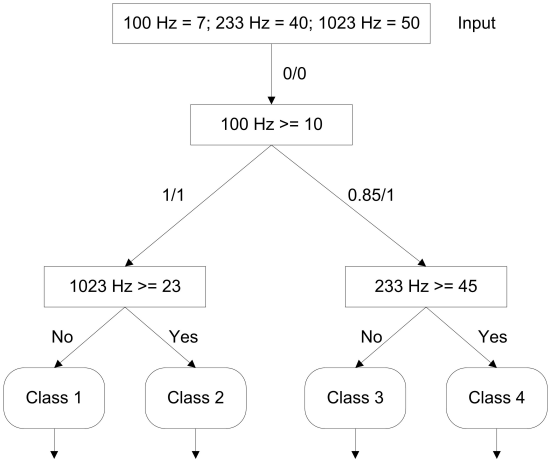 100 Hz = 7; 233 Hz = 40; 1023 Hz = 50 Input
0/0
100 Hz >= 10
1/1 0.85/1
1023 Hz >= 23 233 Hz >= 45
No Yes No Yes
Class 1 Class 2 Class 3 Class 4